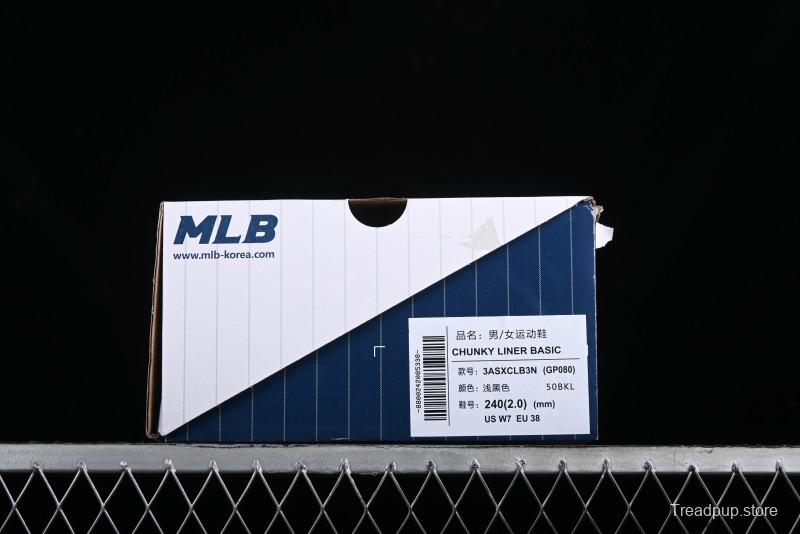 MLB
www.mlb-korea.com
品名：男/女运动鞋
CHUNKY LINER BASIC
款号：3ASXCLB3N (GP080)
颜色：浅黑色 50BKL
鞋号：240(2.0) (mm)
US W7 EU 38
-8800242085338-
Treadpup.store